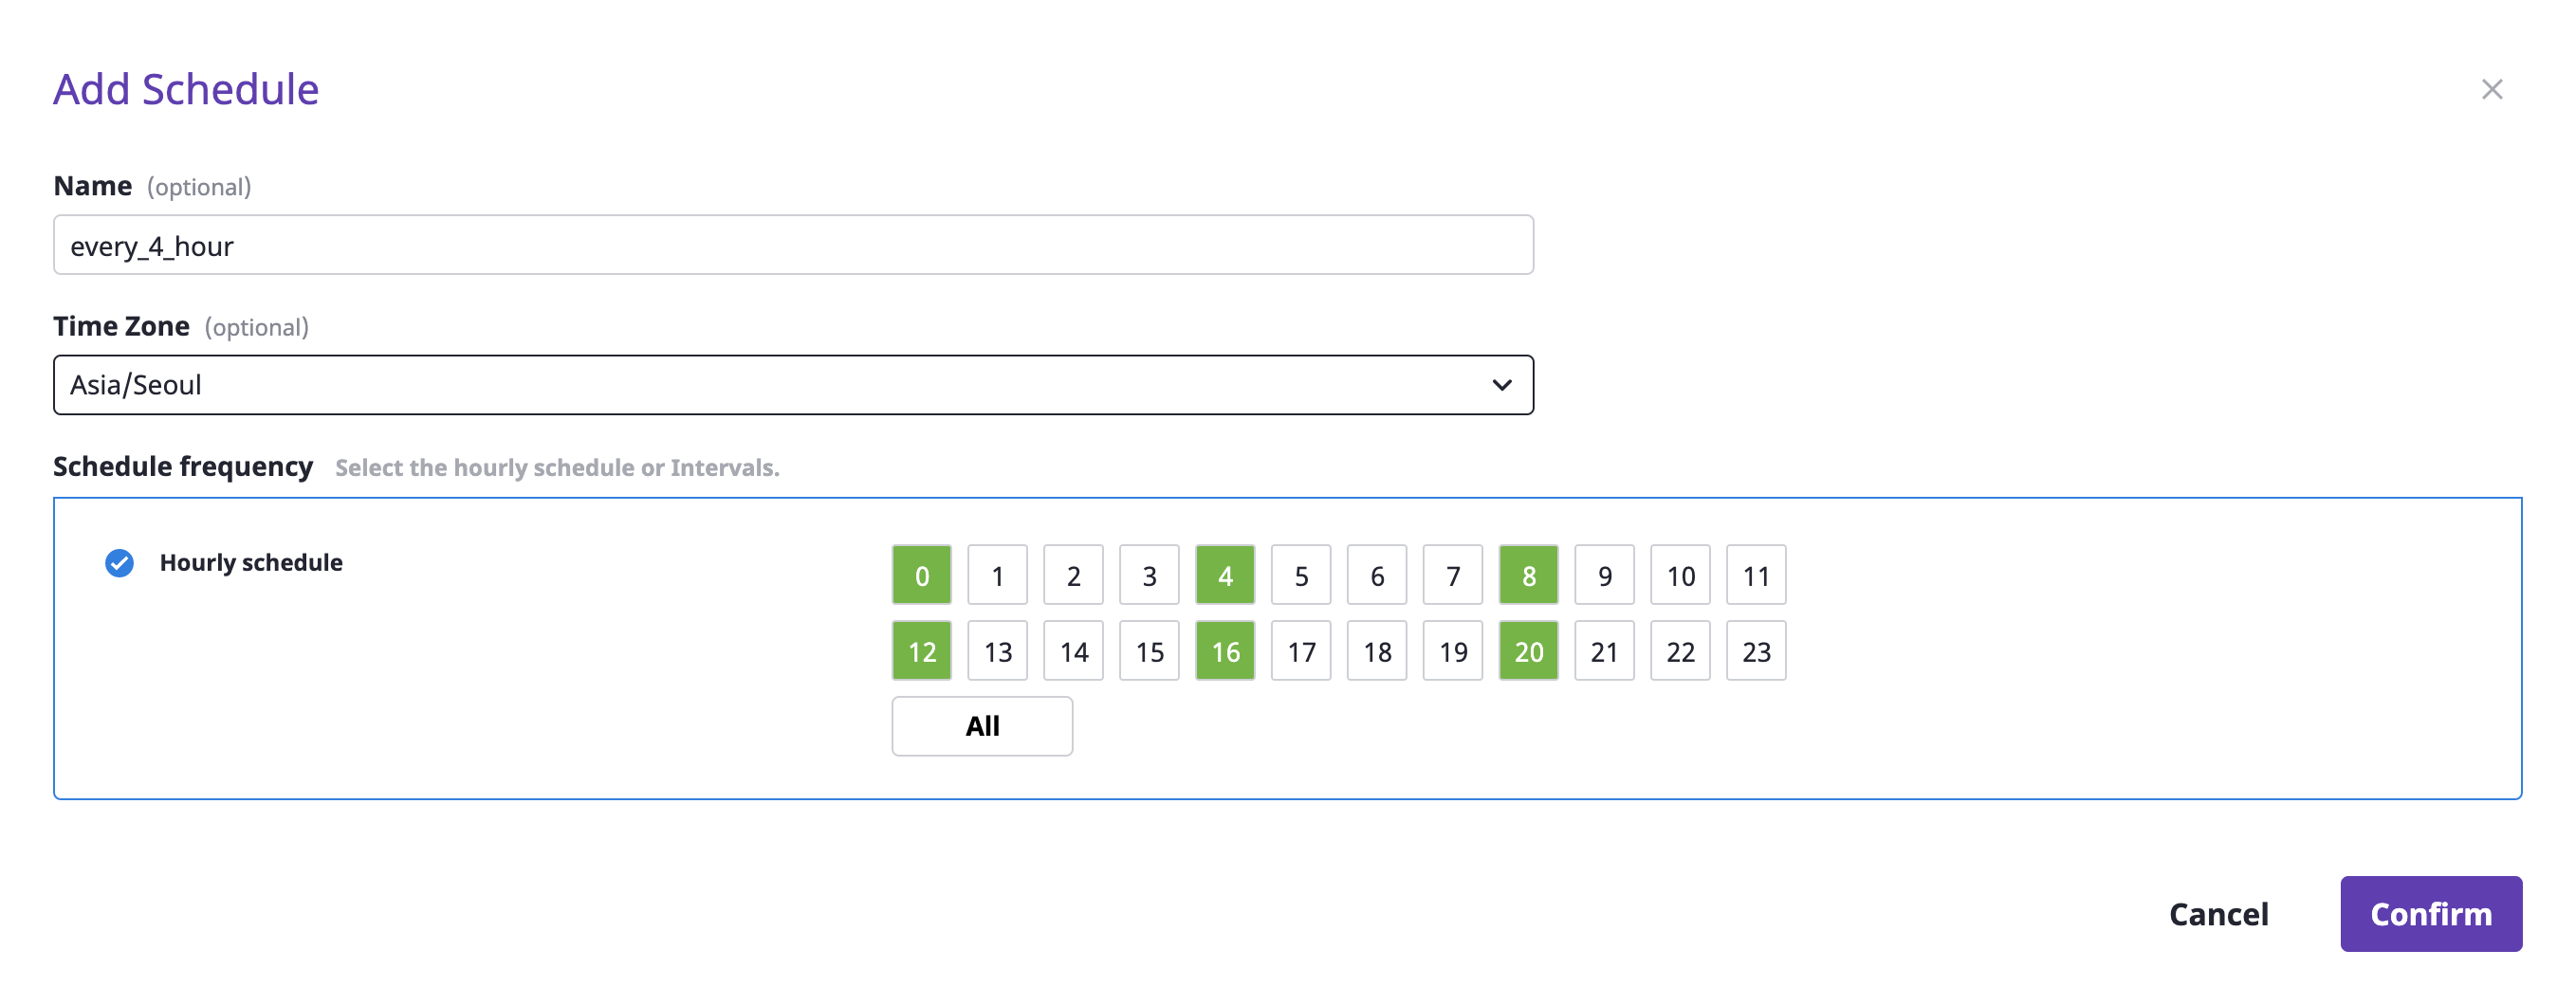 Add Schedule
Name (optional)
every_4_hour
Time Zone (optional)
Asia/Seoul
Schedule frequency Select the hourly schedule or Intervals.
Hourly schedule
0 1 2 3 4 5 6 7 8 9 10 11
12 13 14 15 16 17 18 19 20 21 22 23
All
Cancel Confirm